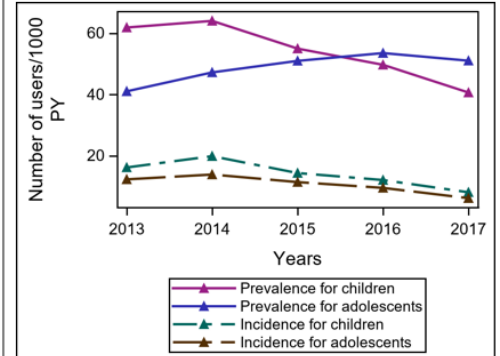 Number of users/1000
PY
60
40
20
2013 2014 2015 2016 2017
Years
Prevalence for children
Prevalence for adolescents
Incidence for children
Incidence for adolescents